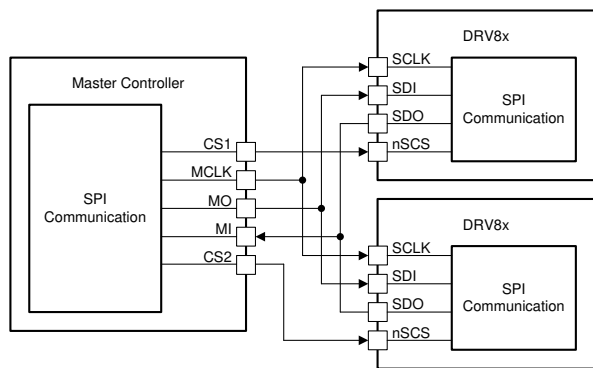 Master Controller
SPI
Communication
CS1
MCLK
MO
MI
CS2
DRV8x
SCLK
SDI
SDO
nSCS
SPI
Communication
DRV8x
SCLK
SDI
SDO
nSCS
SPI
Communication